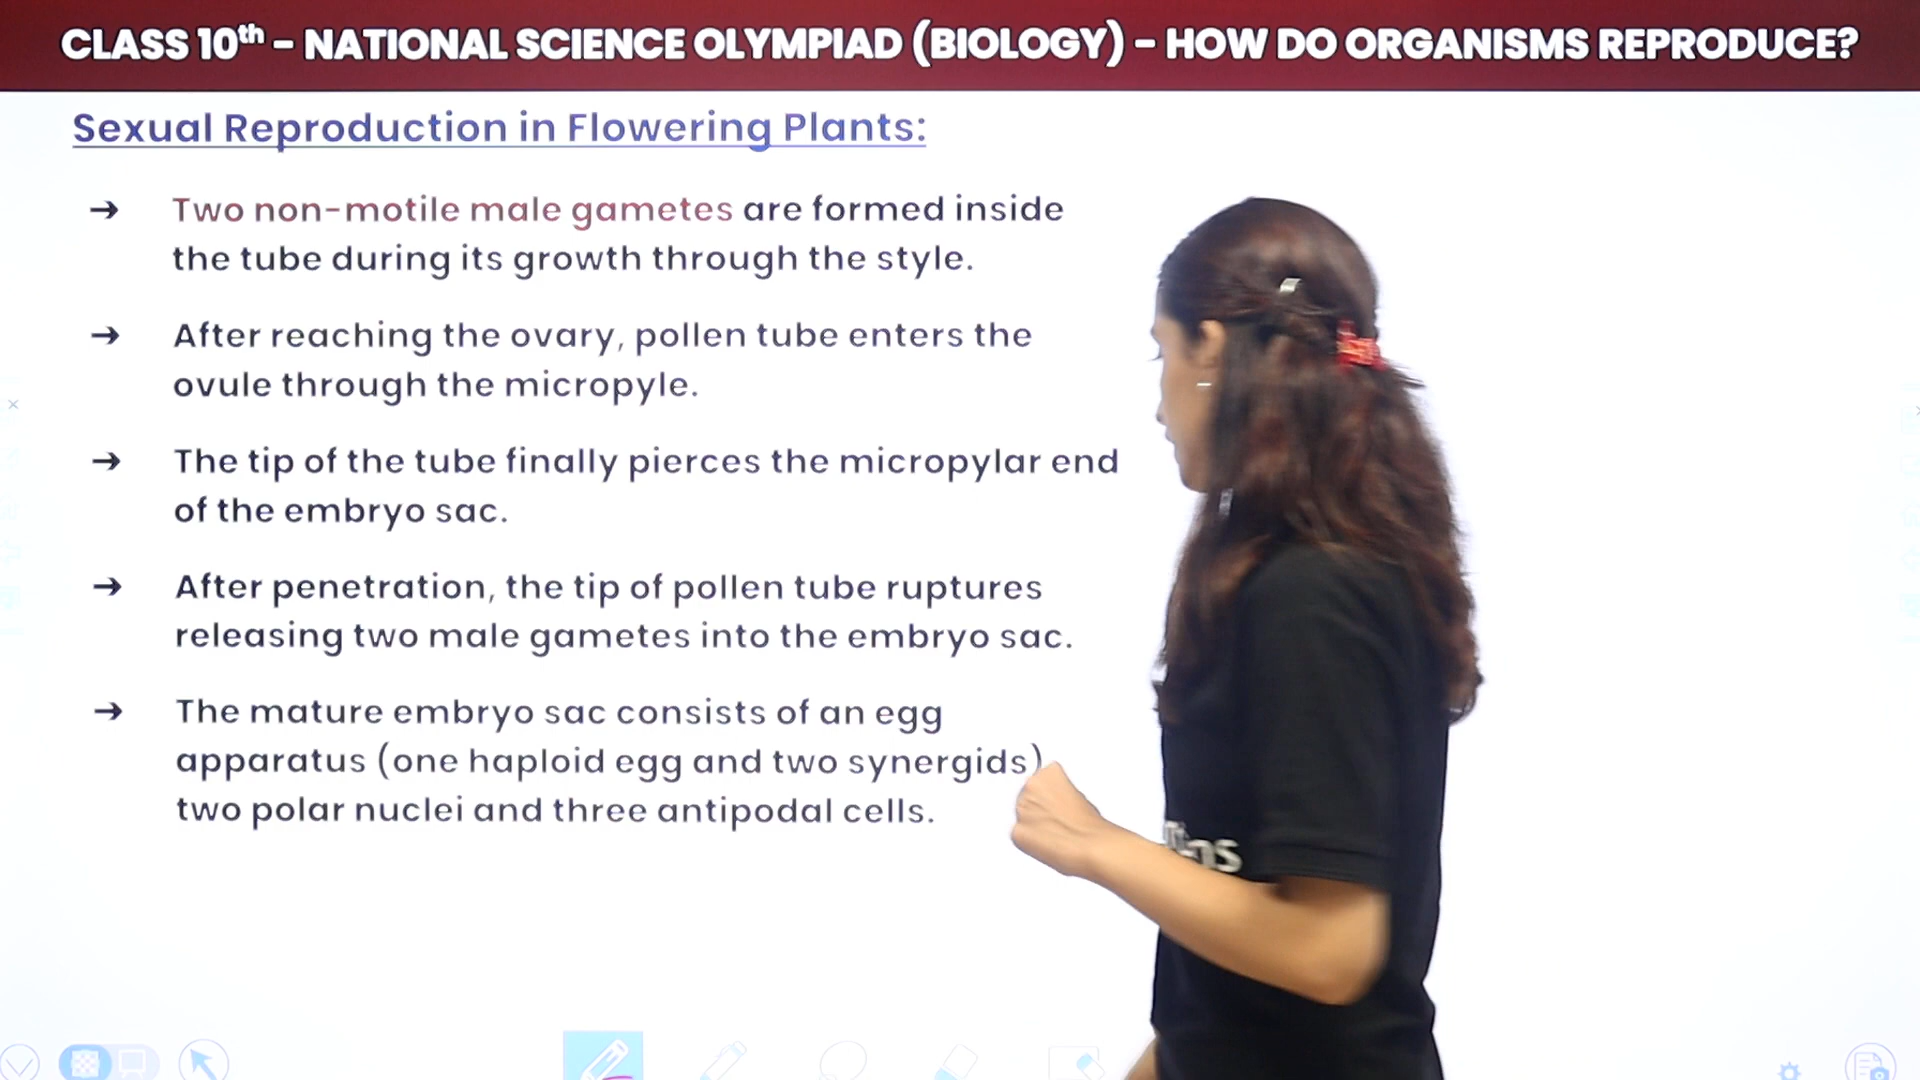 CLASS 10th – NATIONAL SCIENCE OLYMPIAD (BIOLOGY) – HOW DO ORGANISMS REPRODUCE?
Sexual Reproduction in Flowering Plants:
→ Two non-motile male gametes are formed inside
the tube during its growth through the style.
→ After reaching the ovary, pollen tube enters the
ovule through the micropyle.
→ The tip of the tube finally pierces the micropylar end
of the embryo sac.
→ After penetration, the tip of pollen tube ruptures
releasing two male gametes into the embryo sac.
→ The mature embryo sac consists of an egg
apparatus (one haploid egg and two synergids)
two polar nuclei and three antipodal cells.